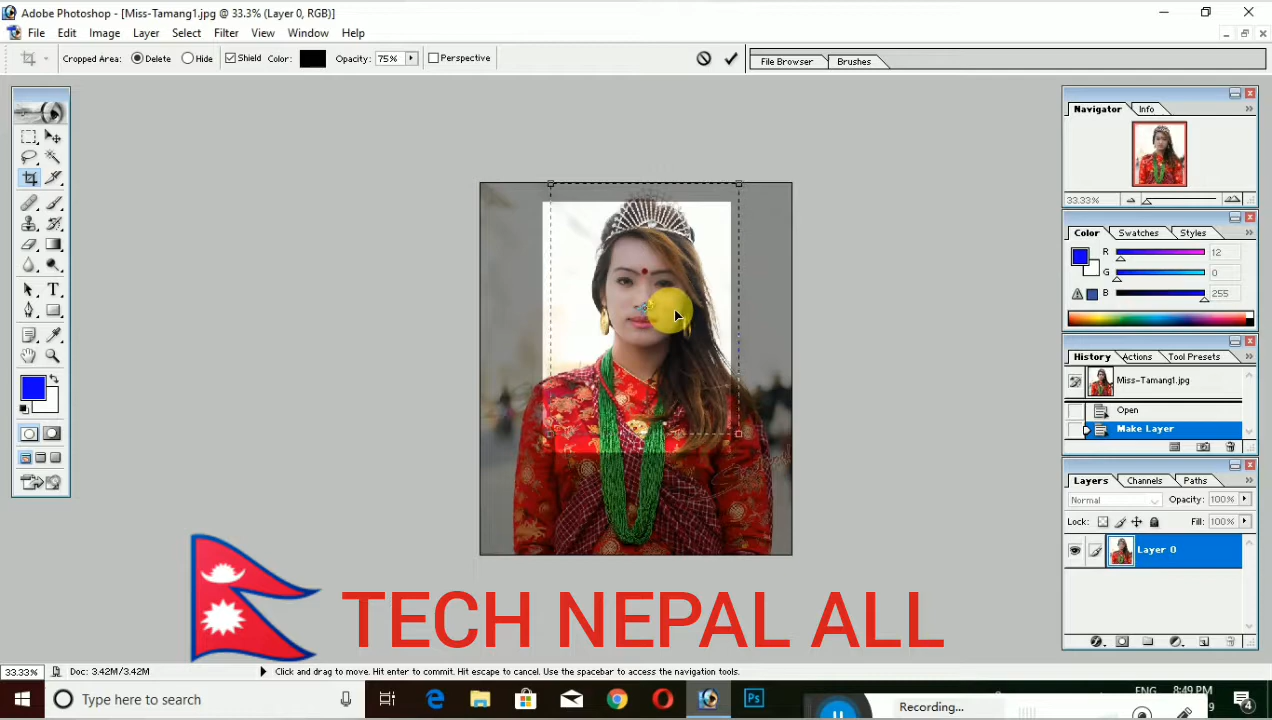 Adobe Photoshop - [Miss-Tamang1.jpg @ 33.3% (Layer 0, RGB)]
File Edit Image Layer Select Filter View Window Help
Cropped Area: Delete Hide Shield Color: Opacity: 75% Perspective
File Browser Brushes
Navigator Info
33.33%
Color Swatches Styles
R 12
G 0
B 255
History Actions Tool Presets
Miss-Tamang1.jpg
Open
Make Layer
Layers Channels Paths
Normal Opacity: 100%
Lock: Fill: 100%
Layer 0
TECH NEPAL ALL
33.33% Doc: 3.42M/3.42M Click and drag to move. Hit enter to commit. Hit escape to cancel. Use the spacebar to access the navigation tools.
Type here to search
Ps
Recording...
ENG 8:49 PM
4